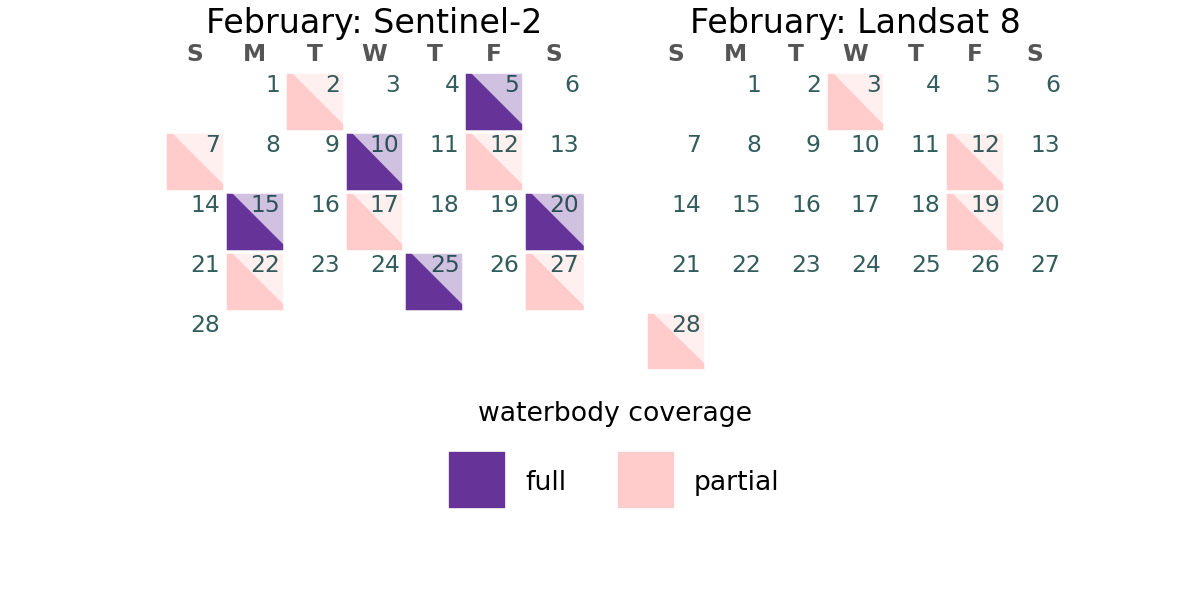 February: Sentinel-2
S M T W T F S
1 2 3 4 5 6
7 8 9 10 11 12 13
14 15 16 17 18 19 20
21 22 23 24 25 26 27
28
February: Landsat 8
S M T W T F S
1 2 3 4 5 6
7 8 9 10 11 12 13
14 15 16 17 18 19 20
21 22 23 24 25 26 27
28
waterbody coverage
full partial